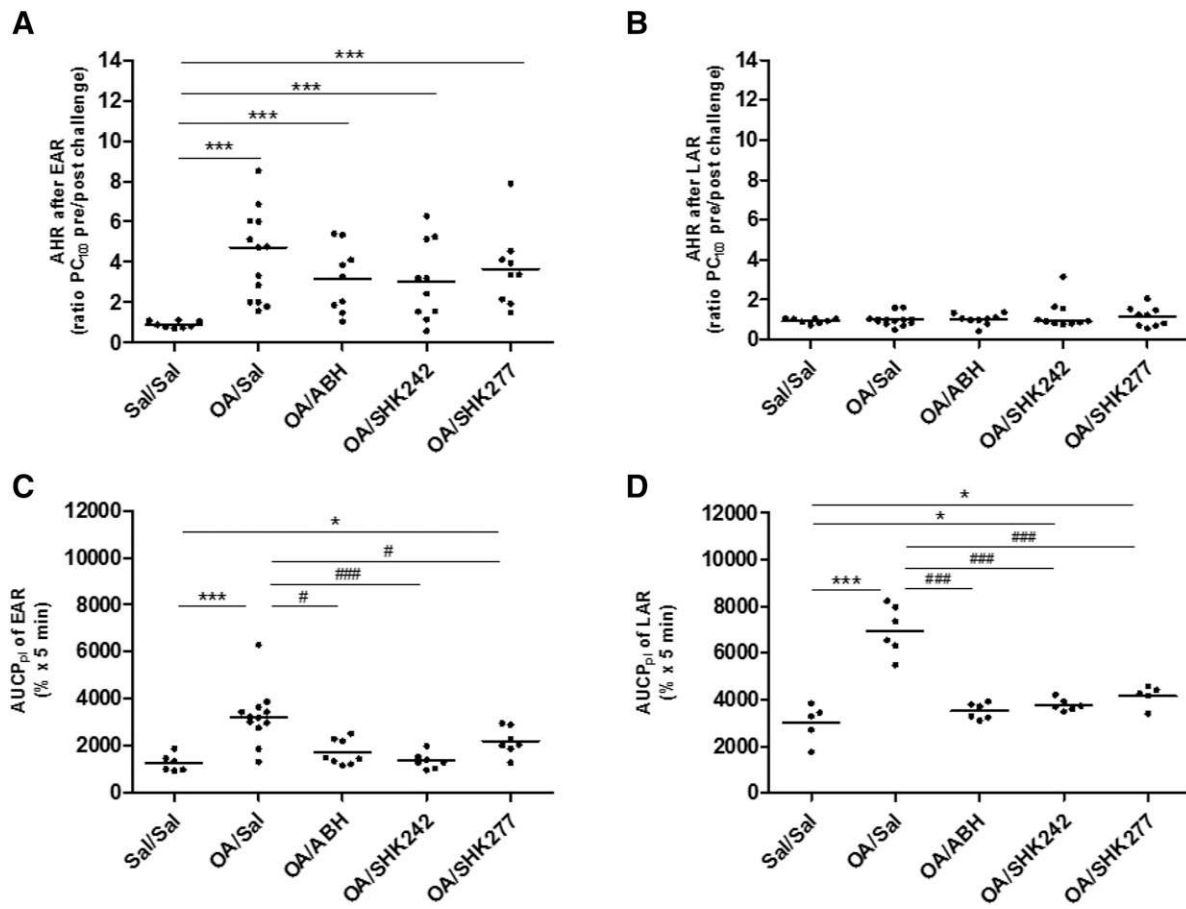 A
AHR after EAR
(ratio PC100 pre/post challenge)
14
12
10
8
6
4
2
0
***
***
***
***
Sal/Sal
OA/Sal
OA/ABH
OA/SHK242
OA/SHK277
B
AHR after LAR
(ratio PC100 pre/post challenge)
14
12
10
8
6
4
2
0
Sal/Sal
OA/Sal
OA/ABH
OA/SHK242
OA/SHK277
C
AUCPpl of EAR
(% x 5 min)
12000
10000
8000
6000
4000
2000
0
*
#
###
*** #
Sal/Sal
OA/Sal
OA/ABH
OA/SHK242
OA/SHK277
D
AUCPpl of LAR
(% x 5 min)
12000
10000
8000
6000
4000
2000
0
*
*
###
###
*** ###
Sal/Sal
OA/Sal
OA/ABH
OA/SHK242
OA/SHK277